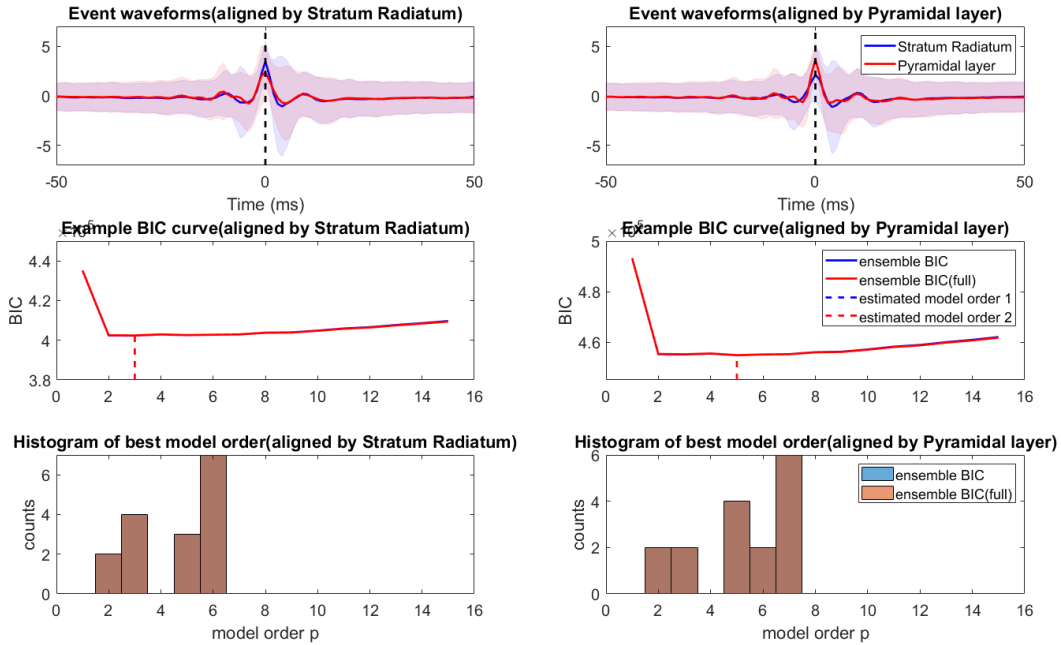 Event waveforms(aligned by Stratum Radiatum)
5
0
-5
-50
0
50
Time (ms)
Event waveforms(aligned by Pyramidal layer)
Stratum Radiatum
Pyramidal layer
5
0
-5
-50
0
50
Time (ms)
Example BIC curve(aligned by Stratum Radiatum)
× 10^5
BIC
4.4
4.2
4
3.8
0 2 4 6 8 10 12 14 16
Example BIC curve(aligned by Pyramidal layer)
× 10^5
BIC
5
4.8
4.6
0 2 4 6 8 10 12 14 16
ensemble BIC
ensemble BIC(full)
estimated model order 1
estimated model order 2
Histogram of best model order(aligned by Stratum Radiatum)
counts
6
4
2
0
0 2 4 6 8 10 12 14 16
model order p
Histogram of best model order(aligned by Pyramidal layer)
counts
6
4
2
0
0 2 4 6 8 10 12 14 16
model order p
ensemble BIC
ensemble BIC(full)